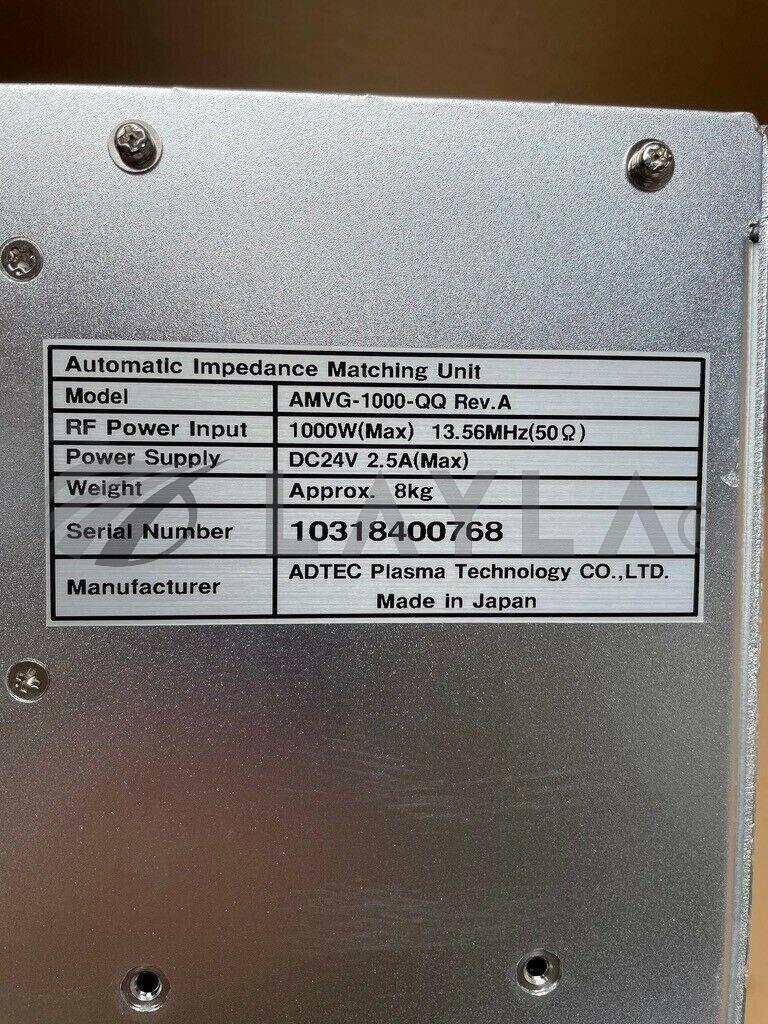 Automatic Impedance Matching Unit
Model AMVG-1000-QQ Rev.A
RF Power Input 1000W(Max) 13.56MHz(50Ω)
Power Supply DC24V 2.5A(Max)
Weight Approx. 8kg
LAYLA
Serial Number 10318400768
Manufacturer ADTEC Plasma Technology CO.,LTD.
Made in Japan